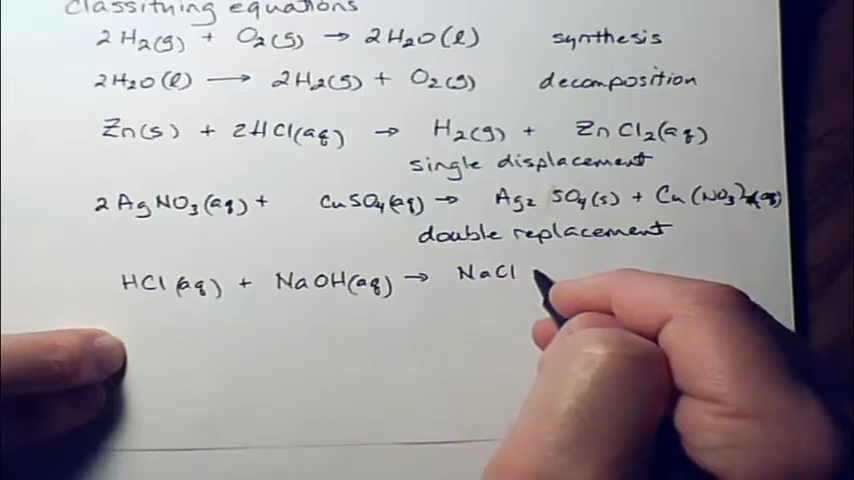 classifying equations
2H₂(g) + O₂(g) → 2H₂O(l) synthesis
2H₂O(l) → 2H₂(g) + O₂(g) decomposition
Zn(s) + 2HCl(aq) → H₂(g) + ZnCl₂(aq)
single displacement
2AgNO₃(aq) + CuSO₄(aq) → Ag₂SO₄(s) + Cu(NO₃)₂(aq)
double replacement
HCl(aq) + NaOH(aq) → NaCl